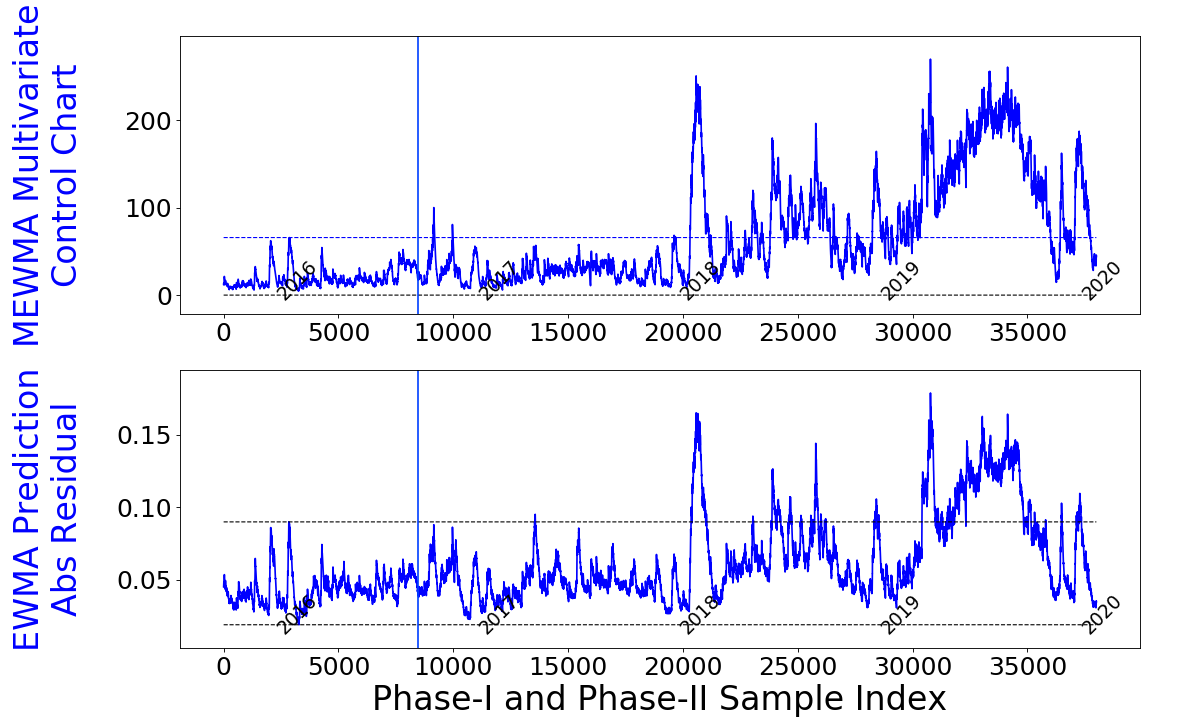 MEWMA Multivariate
Control Chart
200
100
0
2016
2017
2018
2019
2020
0 5000 10000 15000 20000 25000 30000 35000
EWMA Prediction
Abs Residual
0.15
0.10
0.05
2016
2017
2018
2019
2020
0 5000 10000 15000 20000 25000 30000 35000
Phase-I and Phase-II Sample Index